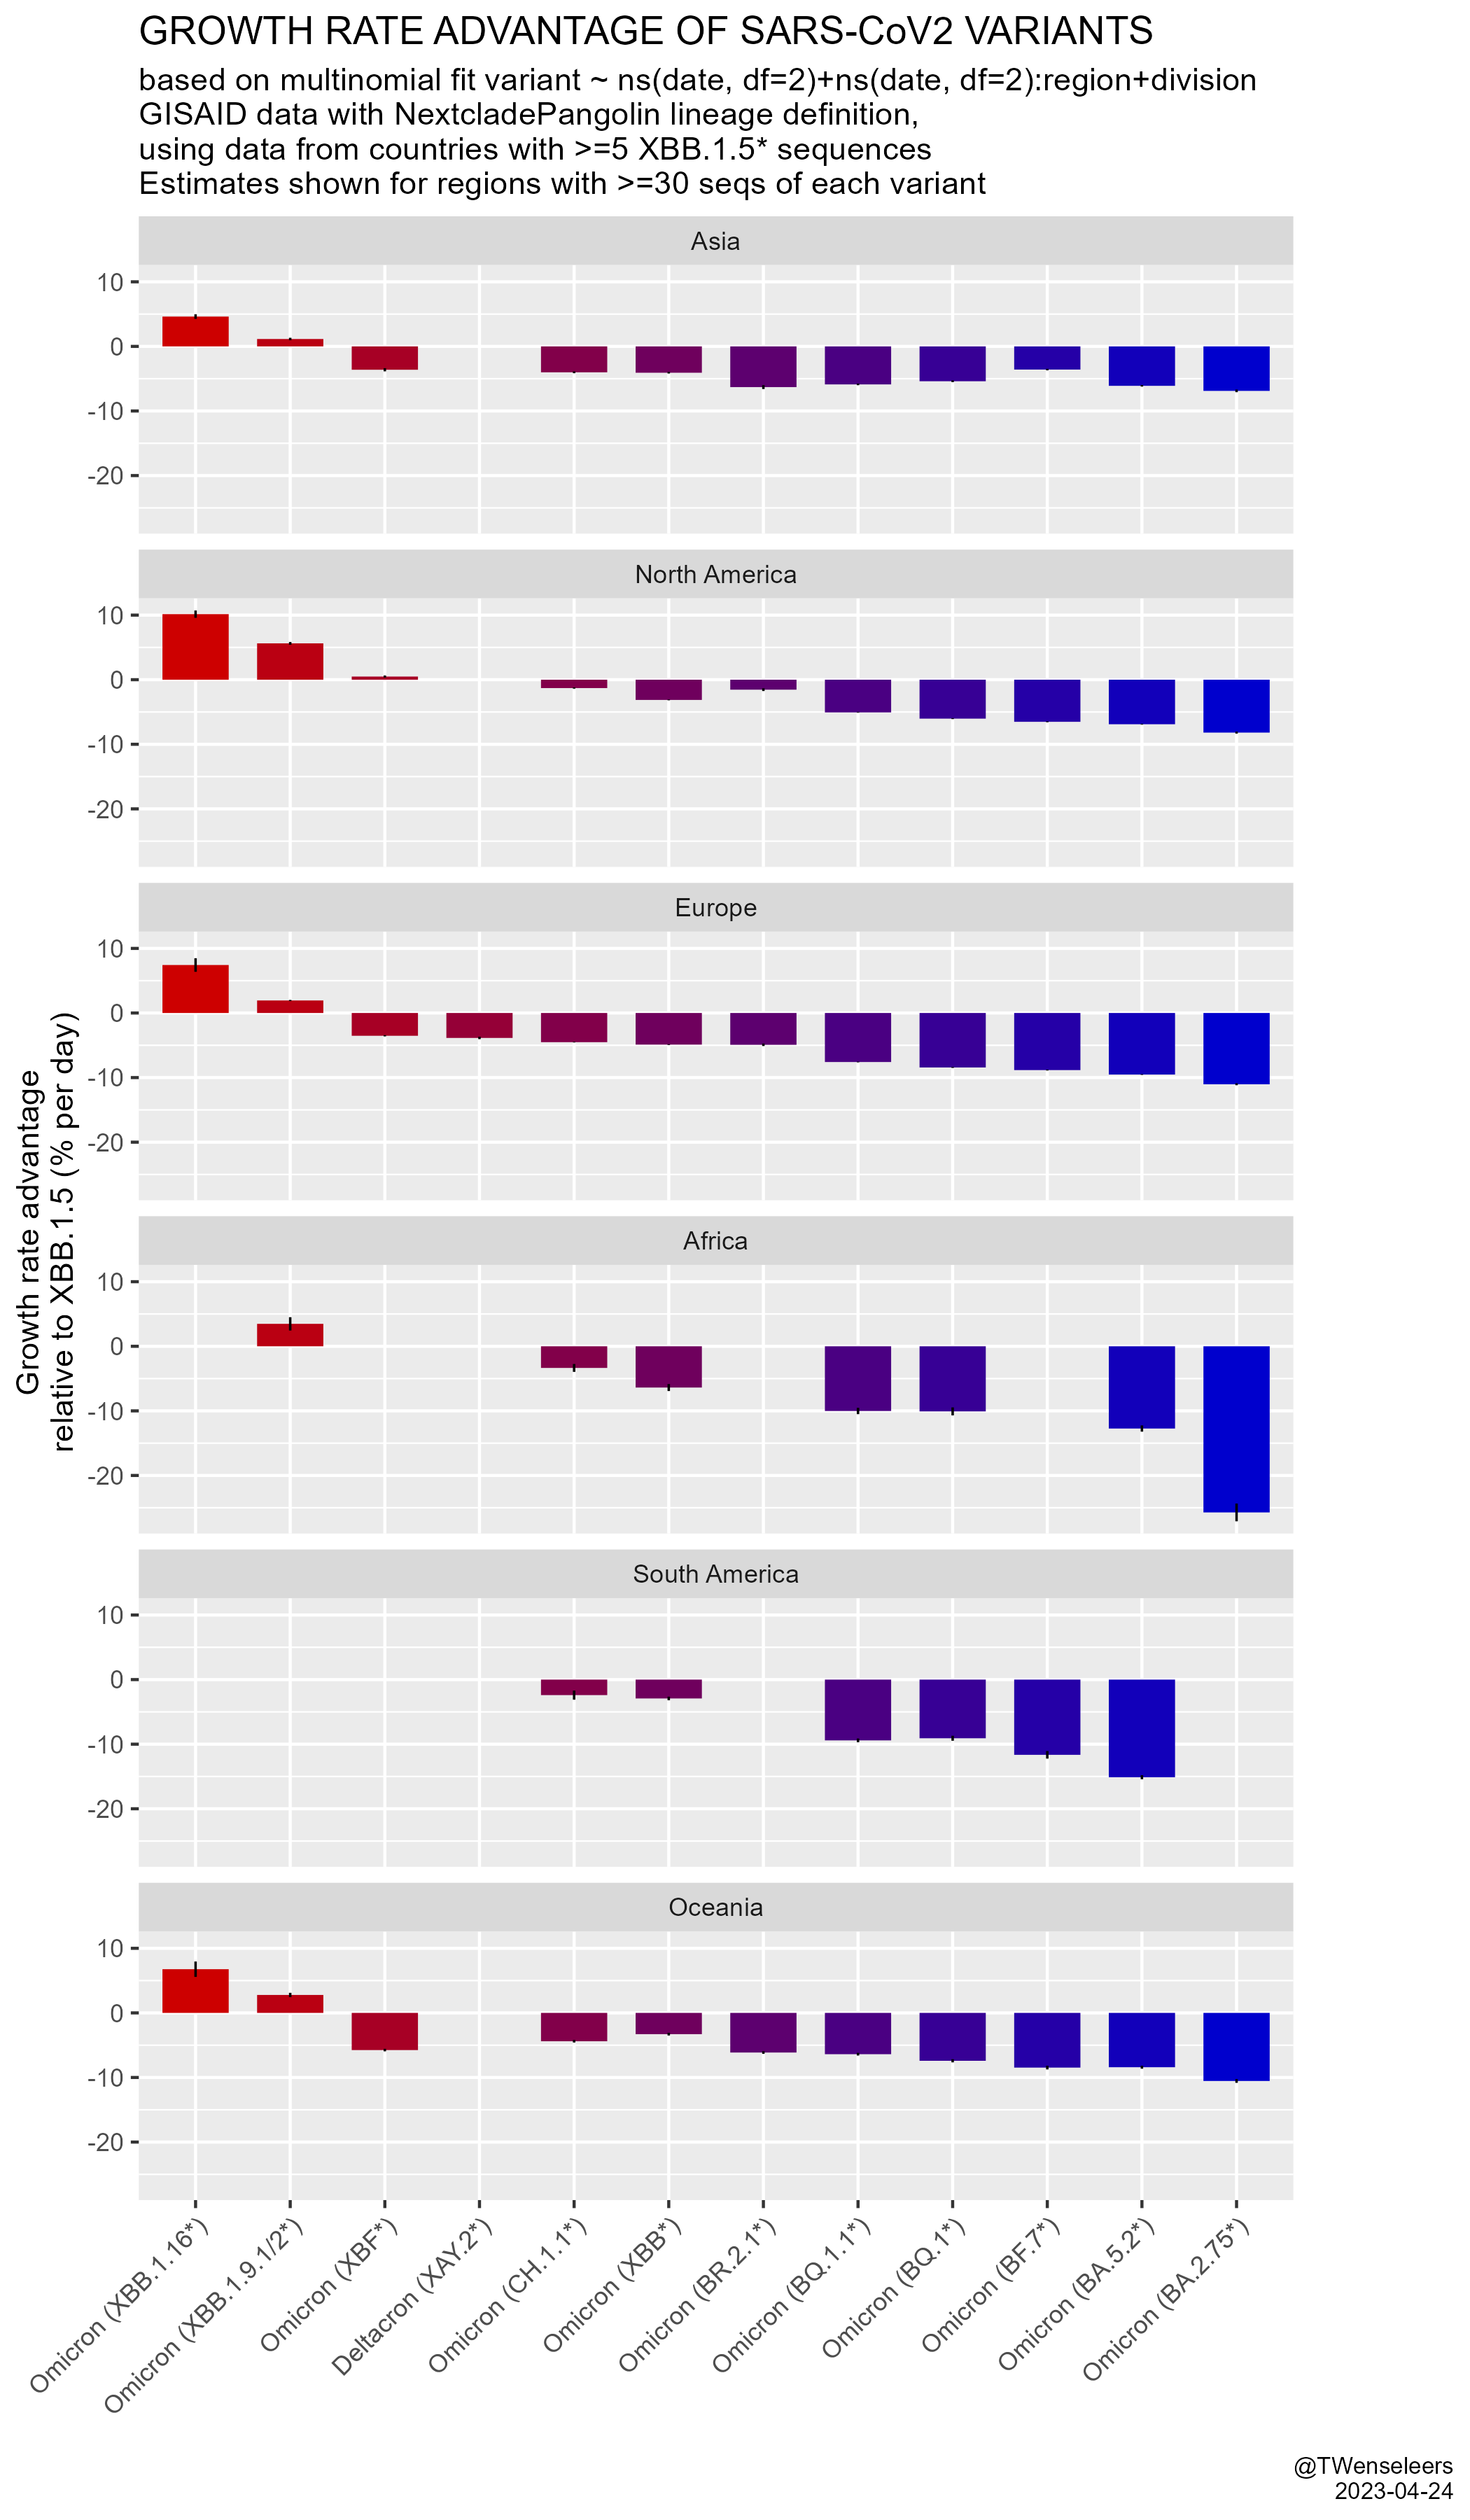 GROWTH RATE ADVANTAGE OF SARS-CoV2 VARIANTS
based on multinomial fit variant ~ ns(date, df=2)+ns(date, df=2):region+division
GISAID data with NextcladePangolin lineage definition,
using data from countries with >=5 XBB.1.5* sequences
Estimates shown for regions with >=30 seqs of each variant
Growth rate advantage
relative to XBB.1.5 (% per day)
Asia
10
0
-10
-20
North America
10
0
-10
-20
Europe
10
0
-10
-20
Africa
10
0
-10
-20
South America
10
0
-10
-20
Oceania
10
0
-10
-20
Omicron (XBB.1.16*)
Omicron (XBB.1.9.1/2*)
Omicron (XBF*)
Deltacron (XAY.2*)
Omicron (CH.1.1*)
Omicron (XBB*)
Omicron (BR.2.1*)
Omicron (BQ.1.1*)
Omicron (BQ.1*)
Omicron (BF.7*)
Omicron (BA.5.2*)
Omicron (BA.2.75*)
@TWenseleers
2023-04-24